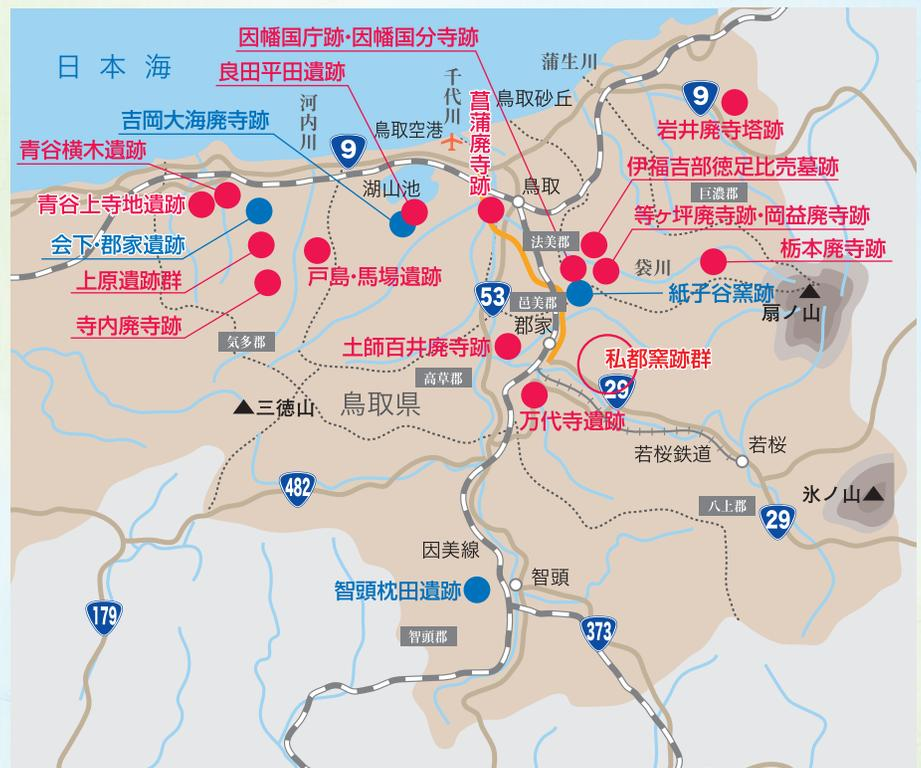 因幡国庁跡・因幡国分寺跡
日本海
良田平田遺跡
蒲生川
千代川
菖蒲廃寺跡
鳥取砂丘
9
河内川
吉岡大海廃寺跡
鳥取空港
岩井廃寺塔跡
青谷横木遺跡
9
伊福吉部徳足比売墓跡
湖山池
鳥取
巨濃郡
青谷上寺地遺跡
等ヶ坪廃寺跡・岡益廃寺跡
会下・郡家遺跡
法美郡
栃本廃寺跡
上原遺跡群
戸島・馬場遺跡
袋川
紙子谷窯跡
53
邑美郡
扇ノ山
寺内廃寺跡
郡家
気多郡
土師百井廃寺跡
私都窯跡群
高草郡
29
三徳山
鳥取県
万代寺遺跡
若桜鉄道
若桜
482
氷ノ山
八上郡
29
因美線
智頭
智頭枕田遺跡
179
智頭郡
373